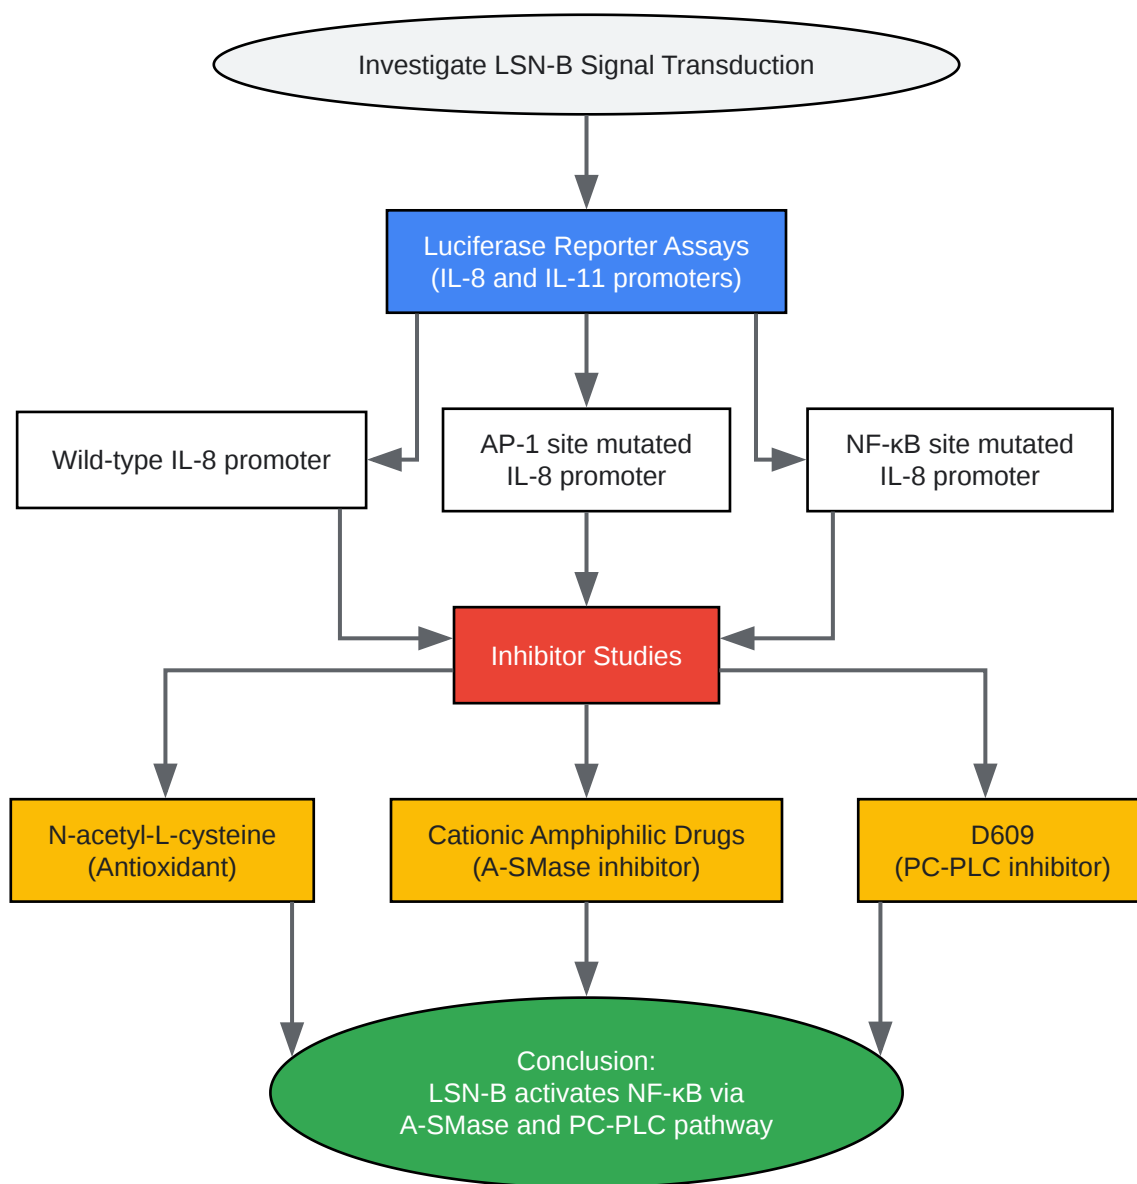 Investigate LSN-B Signal Transduction
Luciferase Reporter Assays
(IL-8 and IL-11 promoters)
Wild-type IL-8 promoter
AP-1 site mutated
IL-8 promoter
NF-κB site mutated
IL-8 promoter
Inhibitor Studies
N-acetyl-L-cysteine
(Antioxidant)
Cationic Amphiphilic Drugs
(A-SMase inhibitor)
D609
(PC-PLC inhibitor)
Conclusion:
LSN-B activates NF-κB via
A-SMase and PC-PLC pathway